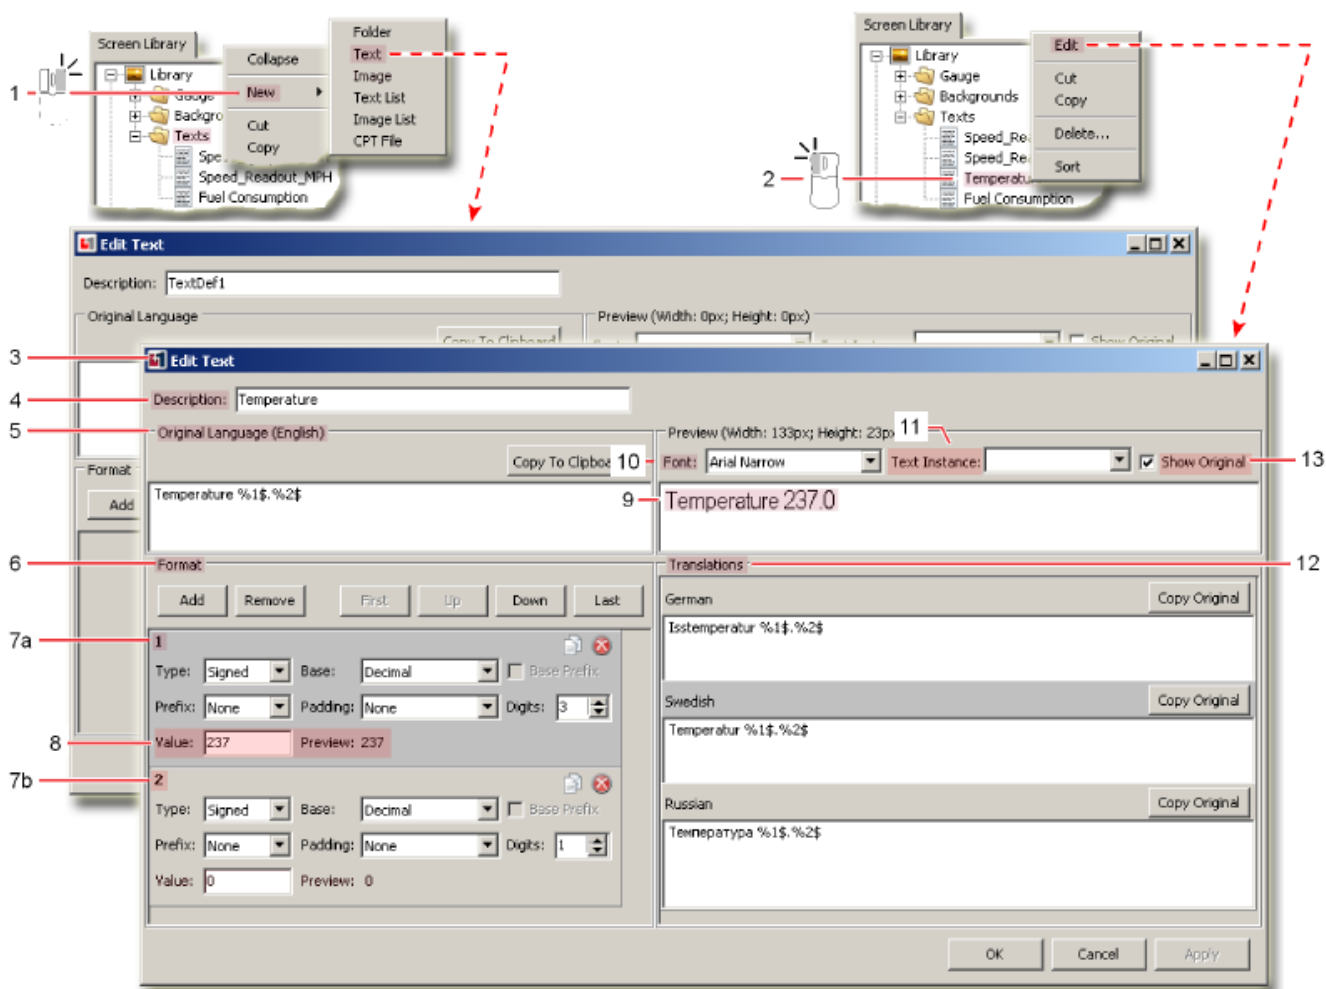 Screen Library
Library
Gauge
Texts
Speed_Readout_MPH
Fuel Consumption
Collapse
New
Cut
Copy
Folder
Text
Image
Text List
Image List
CPT File
1
Screen Library
Library
Gauge
Backgrounds
Texts
Fuel Consumption
Edit
Cut
Copy
Delete...
Sort
2
Edit Text
Description: TextDef1
Original Language
Copy To Clipboard
Preview (Width: 0px; Height: 0px)
Show Original
Format
Add
3
Edit Text
4
Description: Temperature
5
Original Language (English)
Copy To Clipboa
Temperature %1$.%2$
Preview (Width: 133px; Height: 23p
11
10
Font: Arial Narrow
Text Instance:
Show Original
13
9
Temperature 237.0
6
Format
Add Remove First Up Down Last
7a
1
Type: Signed Base: Decimal Base Prefix
Prefix: None Padding: None Digits: 3
8
Value: 237 Preview: 237
7b
2
Type: Signed Base: Decimal Base Prefix
Prefix: None Padding: None Digits: 1
Value: 0 Preview: 0
Translations
12
German Copy Original
Isstemperatur %1$.%2$
Swedish Copy Original
Temperatur %1$.%2$
Russian Copy Original
Температура %1$.%2$
OK Cancel Apply